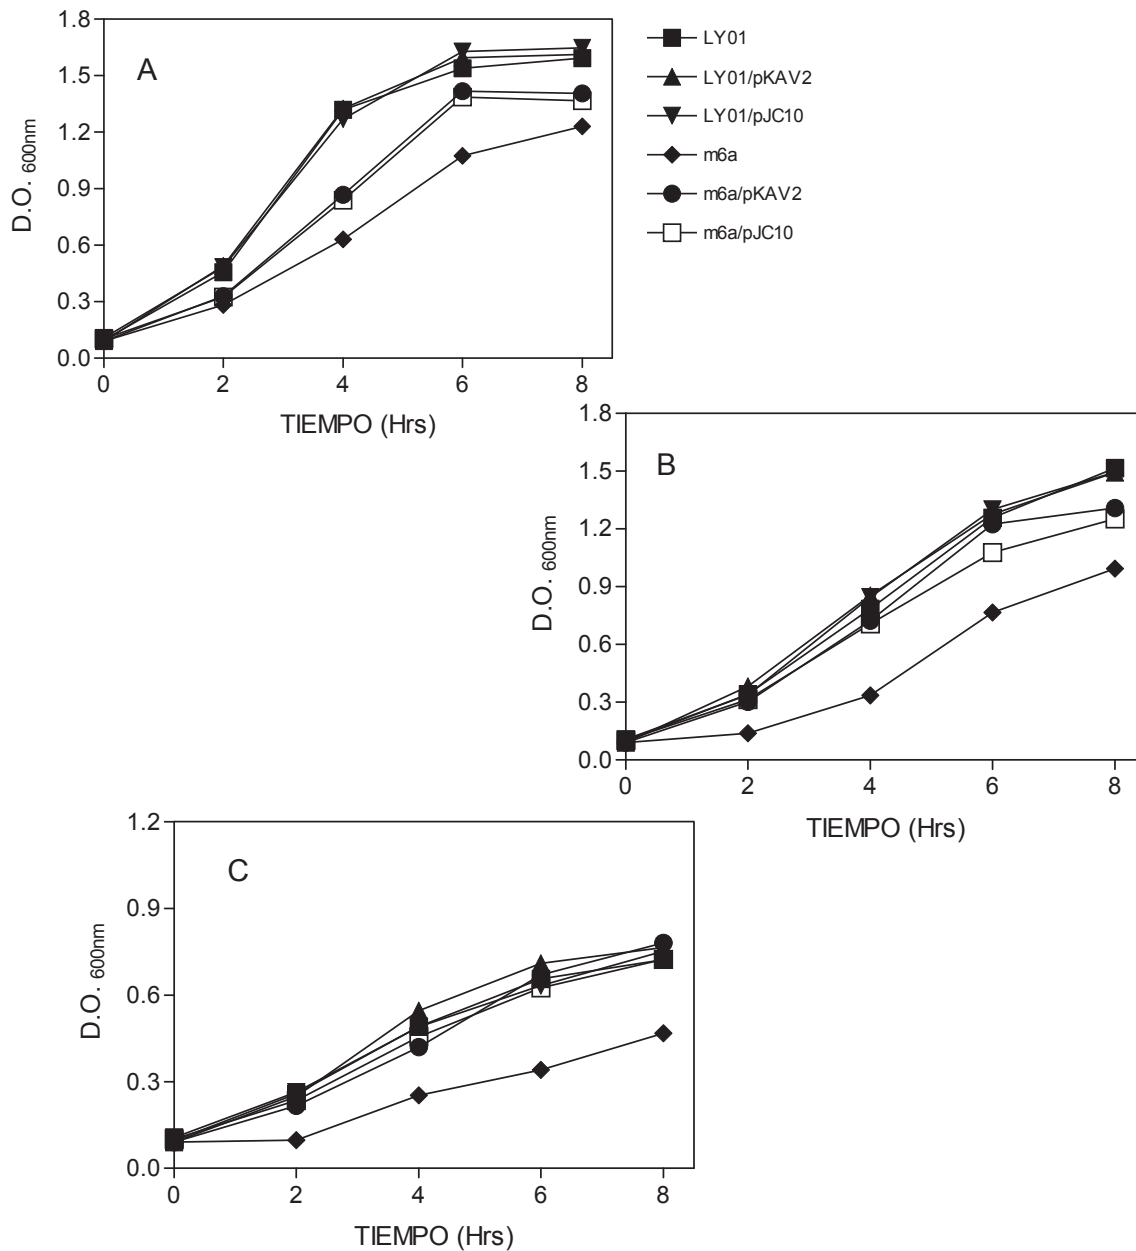 1.8
1.5
1.2
0.9
0.6
0.3
0.0
A
D.O. 600nm
0 2 4 6 8
TIEMPO (Hrs)
LY01
LY01/pKAV2
LY01/pJC10
m6a
m6a/pKAV2
m6a/pJC10
1.8
1.5
1.2
0.9
0.6
0.3
0.0
B
D.O. 600nm
0 2 4 6 8
TIEMPO (Hrs)
1.2
0.9
0.6
0.3
0.0
C
D.O. 600nm
0 2 4 6 8
TIEMPO (Hrs)